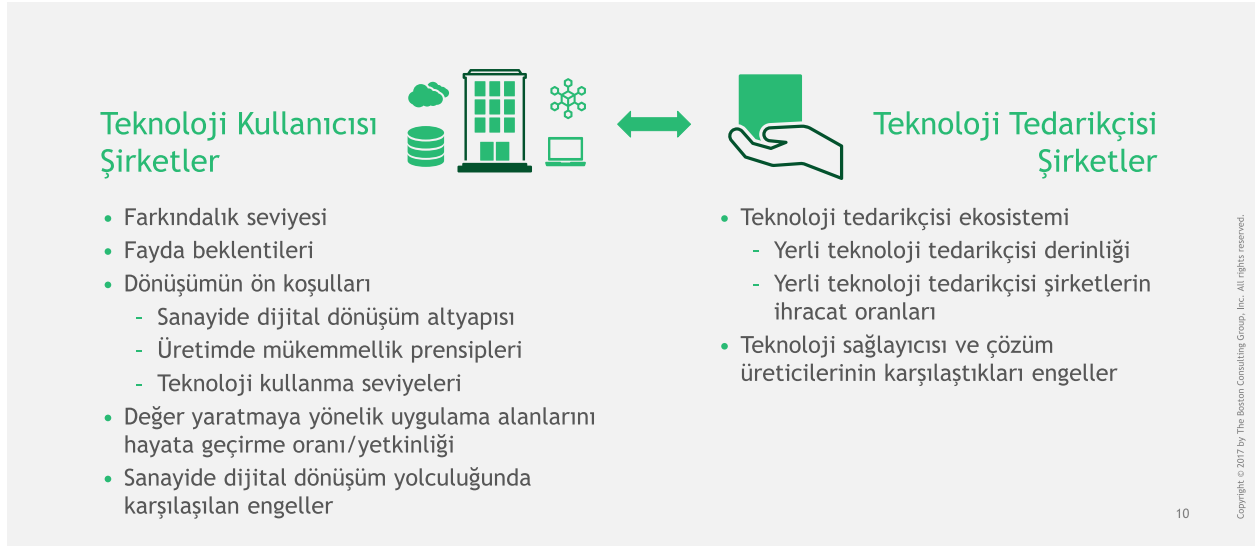 Teknoloji Kullanıcısı
Şirketler
• Farkındalık seviyesi
• Fayda beklentileri
• Dönüşümün ön koşulları
– Sanayide dijital dönüşüm altyapısı
– Üretimde mükemmellik prensipleri
– Teknoloji kullanma seviyeleri
• Değer yaratmaya yönelik uygulama alanlarını
hayata geçirme oranı/yetkinliği
• Sanayide dijital dönüşüm yolculuğunda
karşılaşılan engeller
Teknoloji Tedarikçisi
Şirketler
• Teknoloji tedarikçisi ekosistemi
– Yerli teknoloji tedarikçisi derinliği
– Yerli teknoloji tedarikçisi şirketlerin
ihracat oranları
• Teknoloji sağlayıcısı ve çözüm
üreticilerinin karşılaştıkları engeller
10
Copyright © 2017 by The Boston Consulting Group, Inc. All rights reserved.